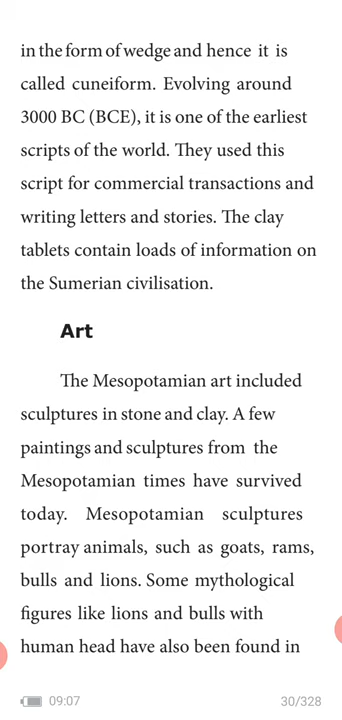 in the form of wedge and hence it is
called cuneiform. Evolving around
3000 BC (BCE), it is one of the earliest
scripts of the world. They used this
script for commercial transactions and
writing letters and stories. The clay
tablets contain loads of information on
the Sumerian civilisation.
Art
The Mesopotamian art included
sculptures in stone and clay. A few
paintings and sculptures from the
Mesopotamian times have survived
today. Mesopotamian sculptures
portray animals, such as goats, rams,
bulls and lions. Some mythological
figures like lions and bulls with
human head have also been found in
09:07 30/328